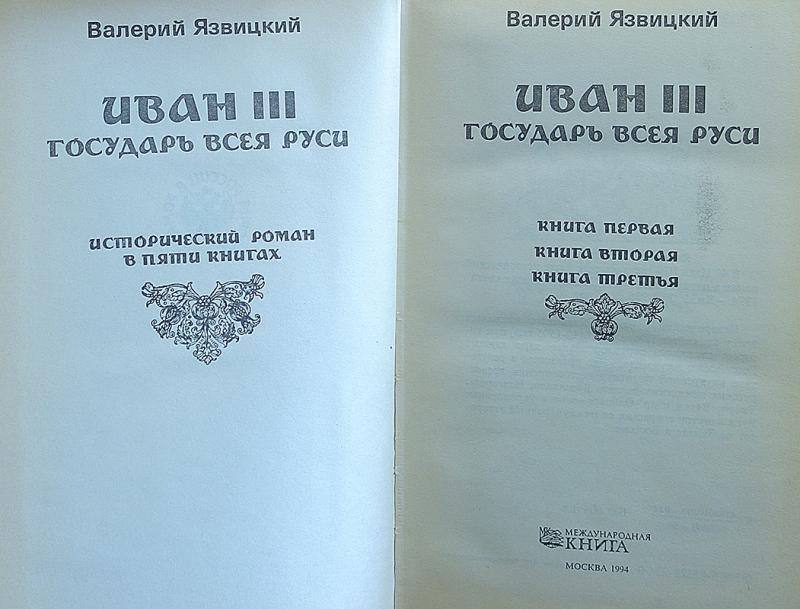 Валерий Язвицкий
ИВАН III
ГОСУДАРЬ ВСЕЯ РУСИ
ИСТОРИЧЕСКИЙ РОМАН
В ПЯТИ КНИГАХ
Валерий Язвицкий
ИВАН III
ГОСУДАРЬ ВСЕЯ РУСИ
КНИГА ПЕРВАЯ
КНИГА ВТОРАЯ
КНИГА ТРЕТЬЯ
МК
МЕЖДУНАРОДНАЯ
КНИГА
МОСКВА 1994